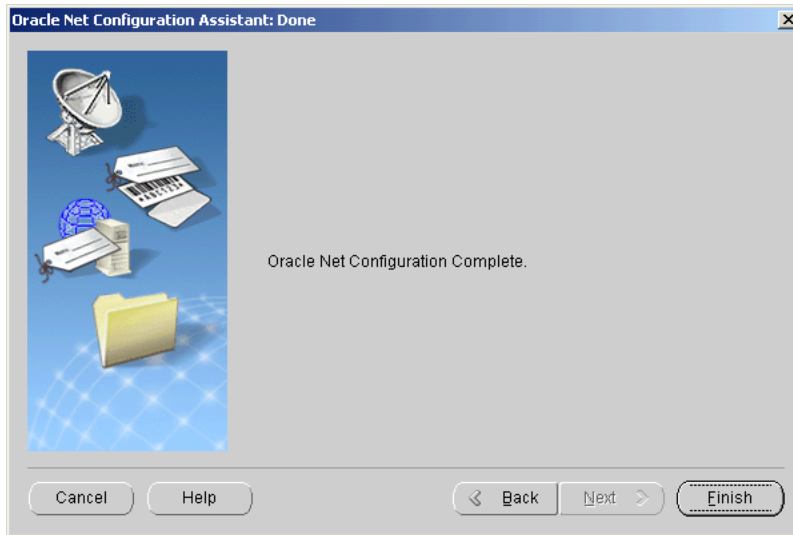 Oracle Net Configuration Assistant: Done
Oracle Net Configuration Complete.
Cancel
Help
Back
Next
Finish